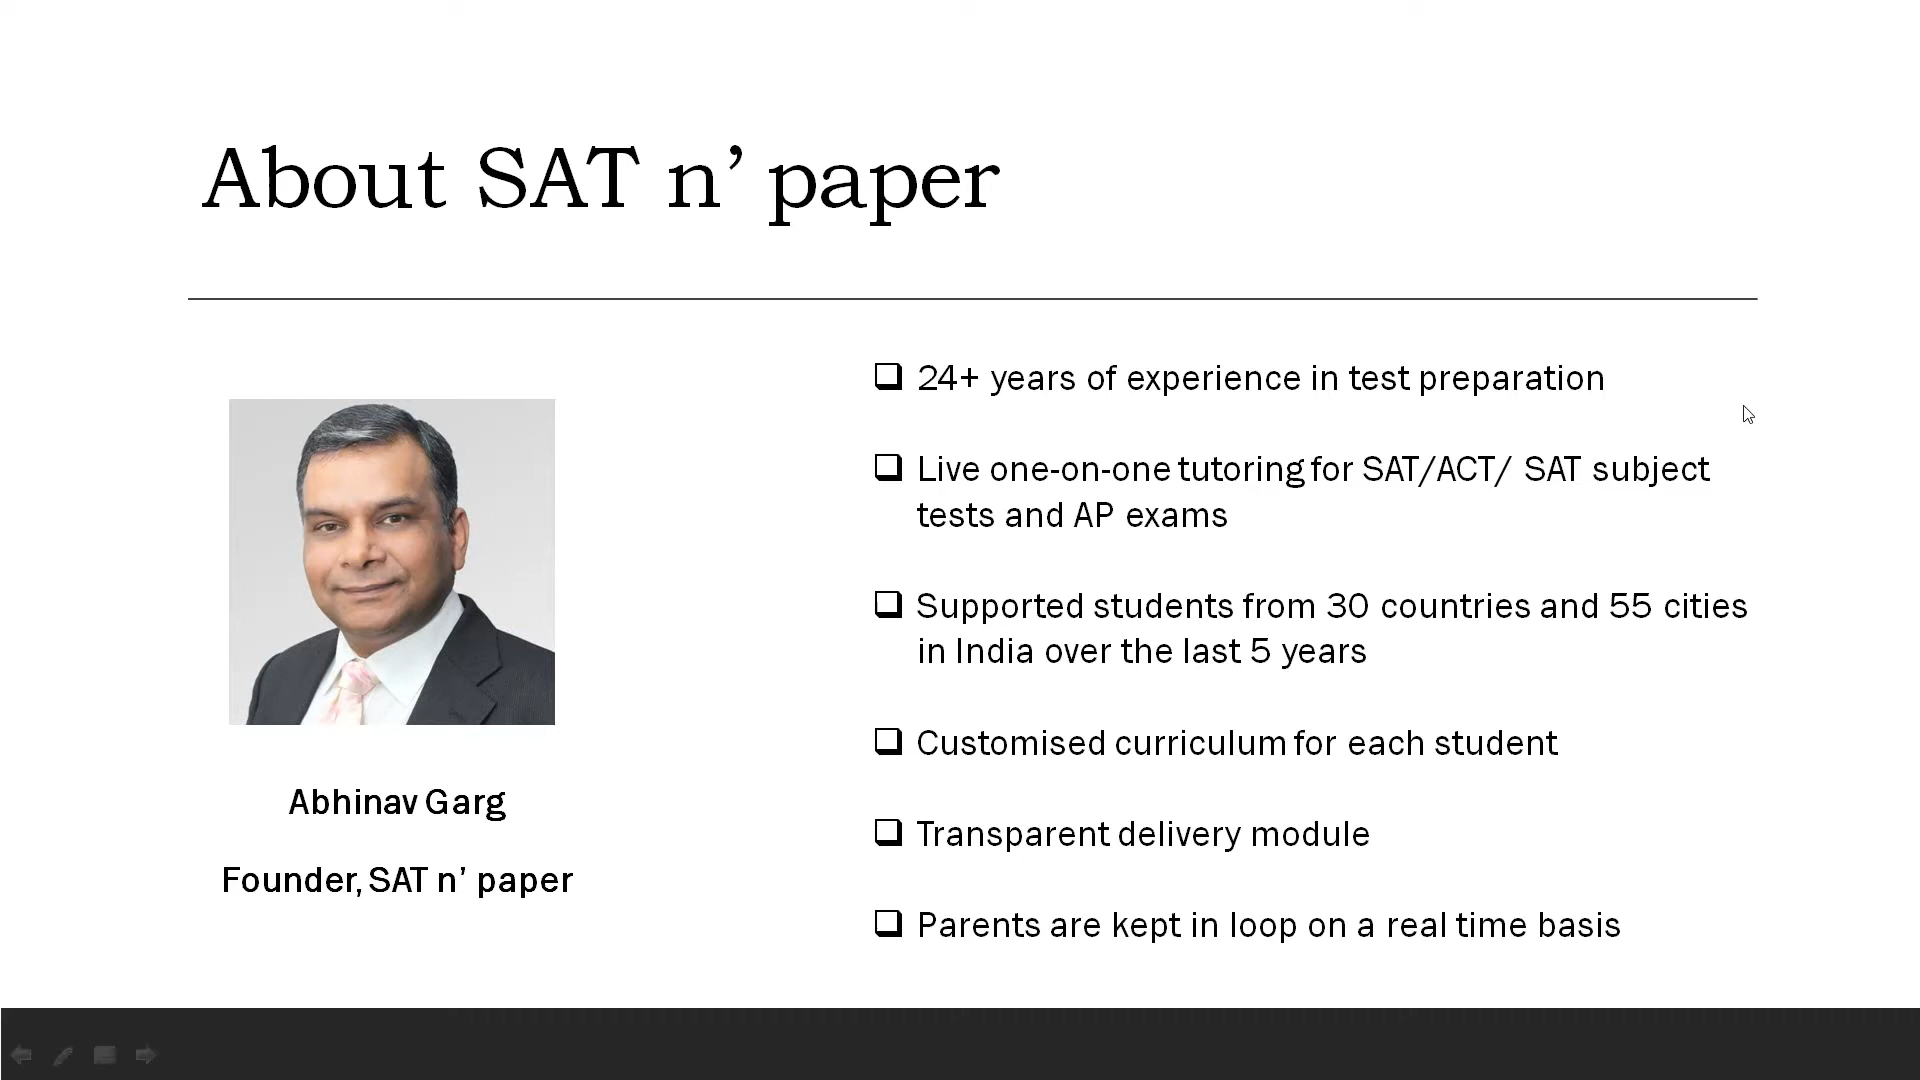 About SAT n’ paper
Abhinav Garg
Founder, SAT n’ paper
24+ years of experience in test preparation
Live one-on-one tutoring for SAT/ACT/ SAT subject
tests and AP exams
Supported students from 30 countries and 55 cities
in India over the last 5 years
Customised curriculum for each student
Transparent delivery module
Parents are kept in loop on a real time basis